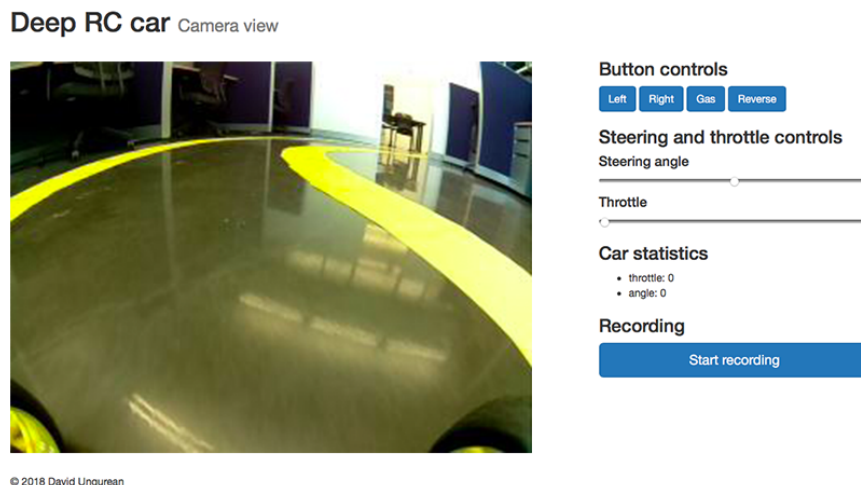 Deep RC car Camera view
Button controls
Left Right Gas Reverse
Steering and throttle controls
Steering angle
Throttle
Car statistics
throttle: 0
angle: 0
Recording
Start recording
© 2018 David Ungurean